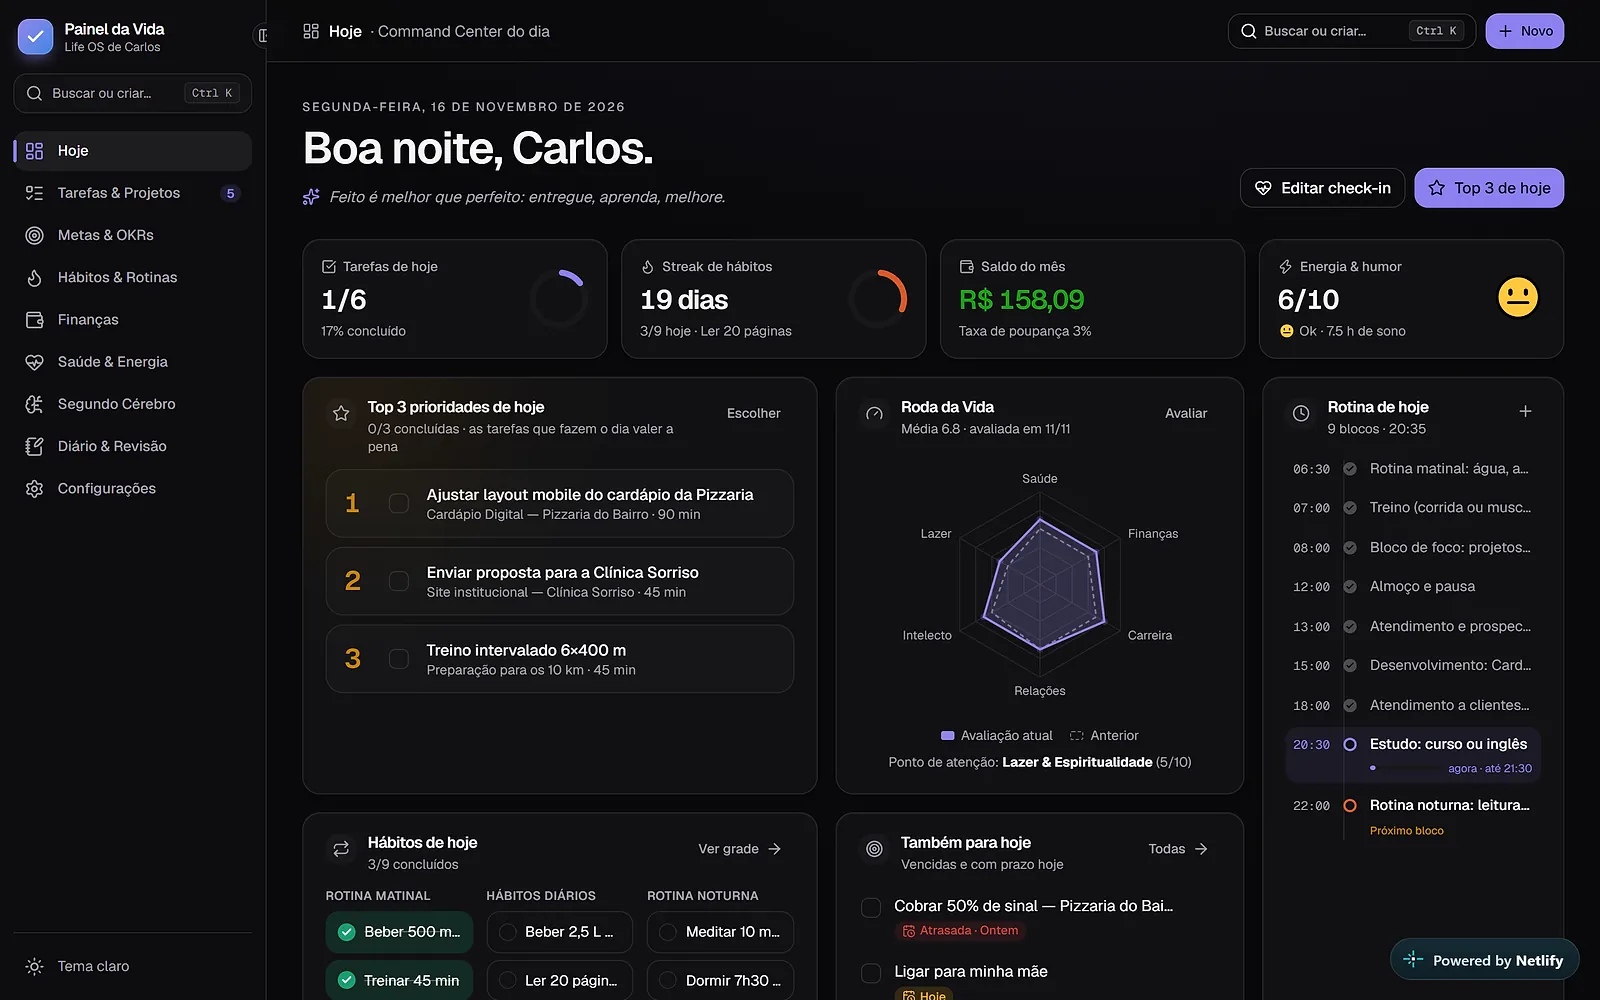 Painel da Vida
Life OS de Carlos
Buscar ou criar...
Ctrl K
Hoje
Tarefas & Projetos
5
Metas & OKRs
Hábitos & Rotinas
Finanças
Saúde & Energia
Segundo Cérebro
Diário & Revisão
Configurações
Tema claro
Hoje · Command Center do dia
Buscar ou criar...
Ctrl K
Novo
SEGUNDA-FEIRA, 16 DE NOVEMBRO DE 2026
Boa noite, Carlos.
Feito é melhor que perfeito: entregue, aprenda, melhore.
Editar check-in
Top 3 de hoje
Tarefas de hoje
1/6
17% concluído
Streak de hábitos
19 dias
3/9 hoje · Ler 20 páginas
Saldo do mês
R$ 158,09
Taxa de poupança 3%
Energia & humor
6/10
Ok · 7.5 h de sono
Top 3 prioridades de hoje
0/3 concluídas · as tarefas que fazem o dia valer a
pena
Escolher
1
Ajustar layout mobile do cardápio da Pizzaria
Cardápio Digital — Pizzaria do Bairro · 90 min
2
Enviar proposta para a Clínica Sorriso
Site institucional — Clínica Sorriso · 45 min
3
Treino intervalado 6×400 m
Preparação para os 10 km · 45 min
Roda da Vida
Média 6.8 · avaliada em 11/11
Avaliar
Saúde
Lazer
Finanças
Intelecto
Carreira
Relações
Avaliação atual
Anterior
Ponto de atenção: Lazer & Espiritualidade (5/10)
Rotina de hoje
9 blocos · 20:35
06:30 Rotina matinal: água, a...
07:00 Treino (corrida ou musc...
08:00 Bloco de foco: projetos...
12:00 Almoço e pausa
13:00 Atendimento e prospec...
15:00 Desenvolvimento: Card...
18:00 Atendimento a clientes...
20:30 Estudo: curso ou inglês
agora · até 21:30
22:00 Rotina noturna: leitura...
Próximo bloco
Hábitos de hoje
3/9 concluídos
Ver grade
ROTINA MATINAL
Beber 500 m...
Treinar 45 min
HÁBITOS DIÁRIOS
Beber 2,5 L ...
Ler 20 págin...
ROTINA NOTURNA
Meditar 10 m...
Dormir 7h30 ...
Também para hoje
Vencidas e com prazo hoje
Todas
Cobrar 50% de sinal — Pizzaria do Bai...
Atrasada · Ontem
Ligar para minha mãe
Hoje
Powered by Netlify